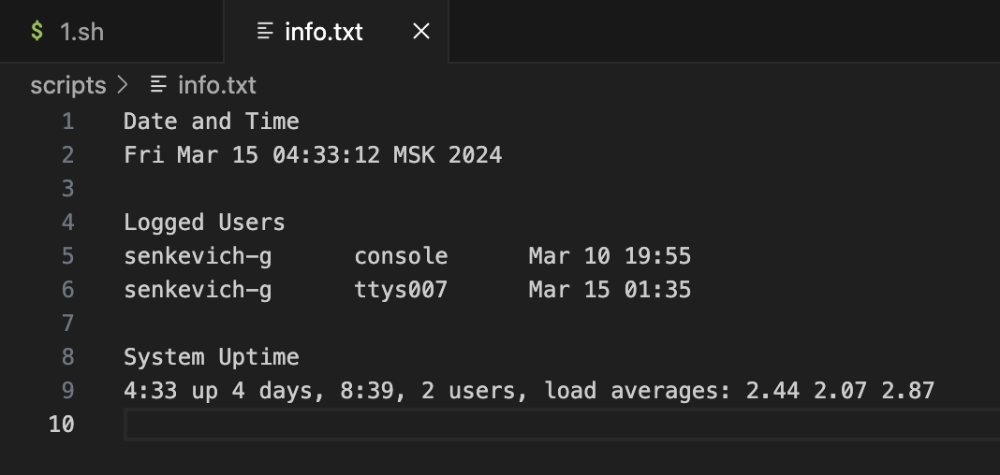 $ 1.sh info.txt
scripts > info.txt
1 Date and Time
2 Fri Mar 15 04:33:12 MSK 2024
3
4 Logged Users
5 senkevich-g console Mar 10 19:55
6 senkevich-g ttys007 Mar 15 01:35
7
8 System Uptime
9 4:33 up 4 days, 8:39, 2 users, load averages: 2.44 2.07 2.87
10